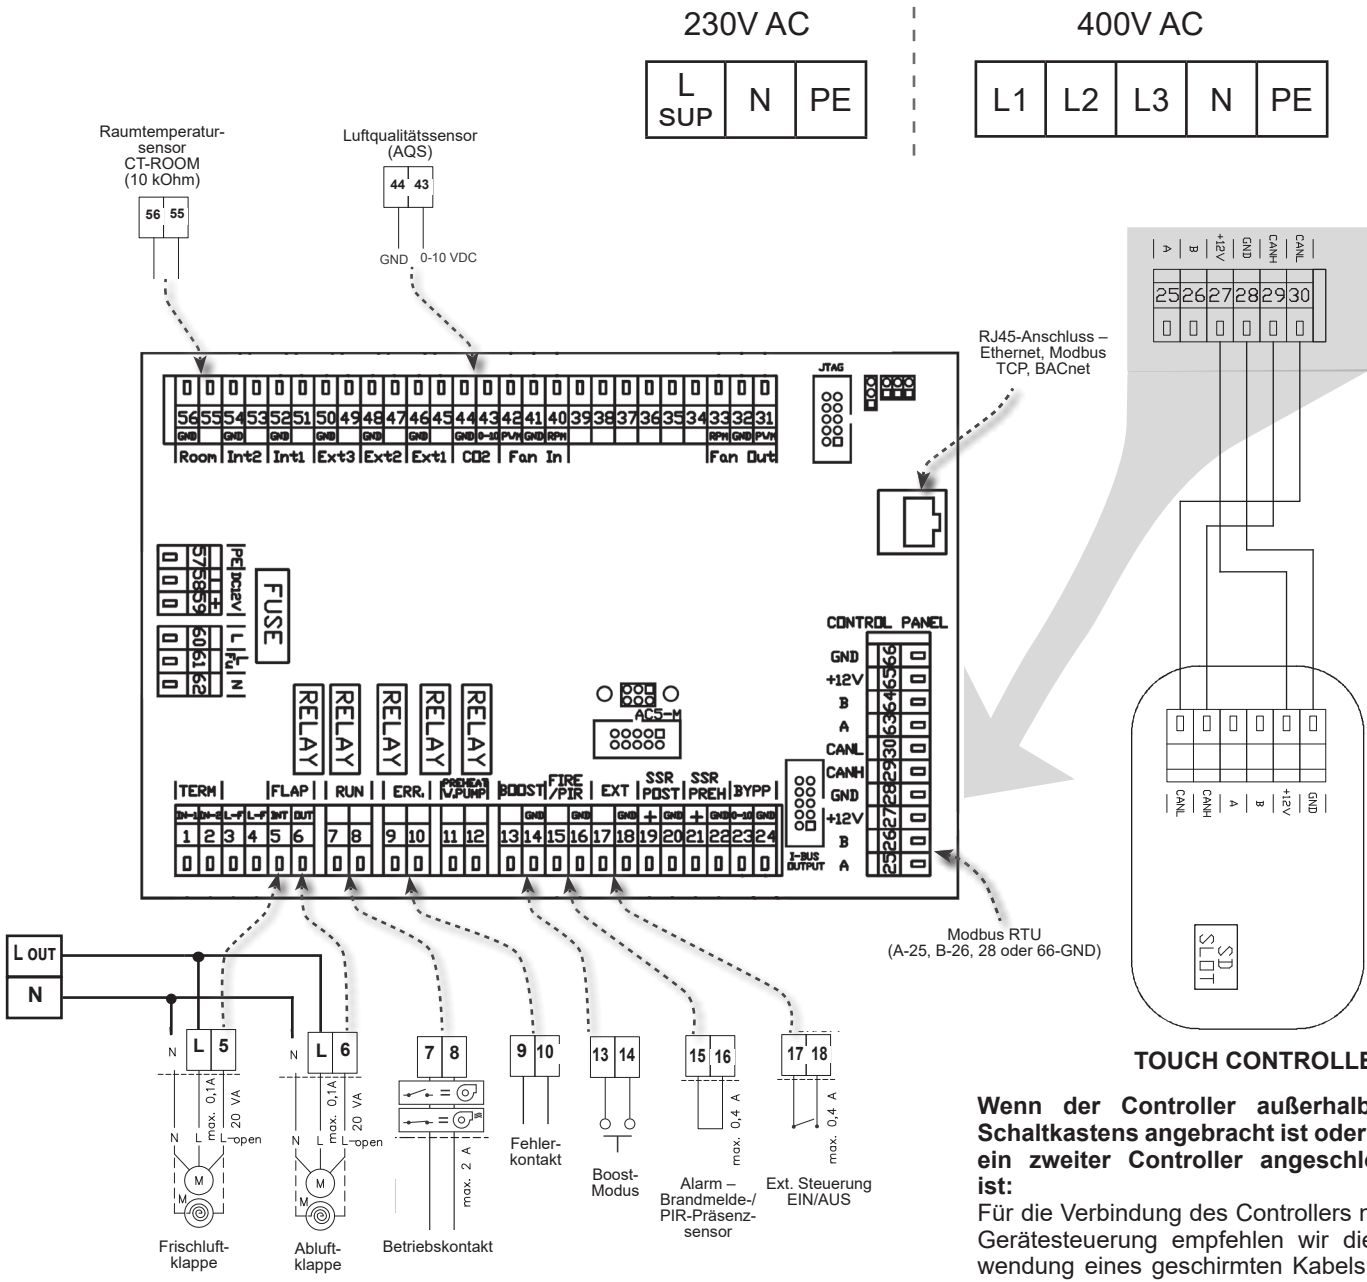 230V AC
400V AC
L SUP N PE
L1 L2 L3 N PE
Raumtemperatur-
sensor
CT-ROOM
(10 kOhm)
56 55
Luftqualitätssensor
(AQS)
44 43
GND 0-10 VDC
A B +12V GND CANH CANL
25 26 27 28 29 30
RJ45-Anschluss –
Ethernet, Modbus
TCP, BACnet
JTAG
56 55 54 53 52 51 50 49 48 47 46 45 44 43 42 41 40 39 38 37 36 35 34 33 32 31
GND GND GND GND GND GND GND 0-10 PWM GND RPM RPM GND PWM
Room Int2 Int1 Ext3 Ext2 Ext1 CO2 Fan In Fan Out
57 58 59
PE DC12V
+
FUSE
60 61 62
L L Fu N
RELAY RELAY RELAY RELAY RELAY
AC5-M
CONTROL PANEL
GND 66
+12V 65
B 64
A 63
CANL 30
CANH 29
GND 28
+12V 27
B 26
A 25
I-BUS
OUTPUT
TERM FLAP RUN ERR. PREHEAT W.PUMP BOOST FIRE /PIR EXT SSR POST SSR PREH BYPP
IN-1 IN-2 L-F L-F INT OUT GND GND GND + GND + GND 0-10 GND
1 2 3 4 5 6 7 8 9 10 11 12 13 14 15 16 17 18 19 20 21 22 23 24
Modbus RTU
(A-25, B-26, 28 oder 66-GND)
L OUT
N
N L 5
max. 0,1A
20 VA
N L L-open
M
M
Frischluft-
klappe
N L 6
max. 0,1A
20 VA
N L L-open
M
M
Abluft-
klappe
7 8
=
=
max. 2 A
Betriebskontakt
9 10
Fehler-
kontakt
13 14
Boost-
Modus
15 16
max. 0,4 A
Alarm –
Brandmelde-/
PIR-Präsenz-
sensor
17 18
max. 0,4 A
Ext. Steuerung
EIN/AUS
CANL CANH A B +12V GND
SD
SLOT
TOUCH CONTROLLE
Wenn der Controller außerhalb
Schaltkastens angebracht ist oder
ein zweiter Controller angeschl
ist:
Für die Verbindung des Controllers
Gerätesteuerung empfehlen wir die
wendung eines geschirmten Kabels